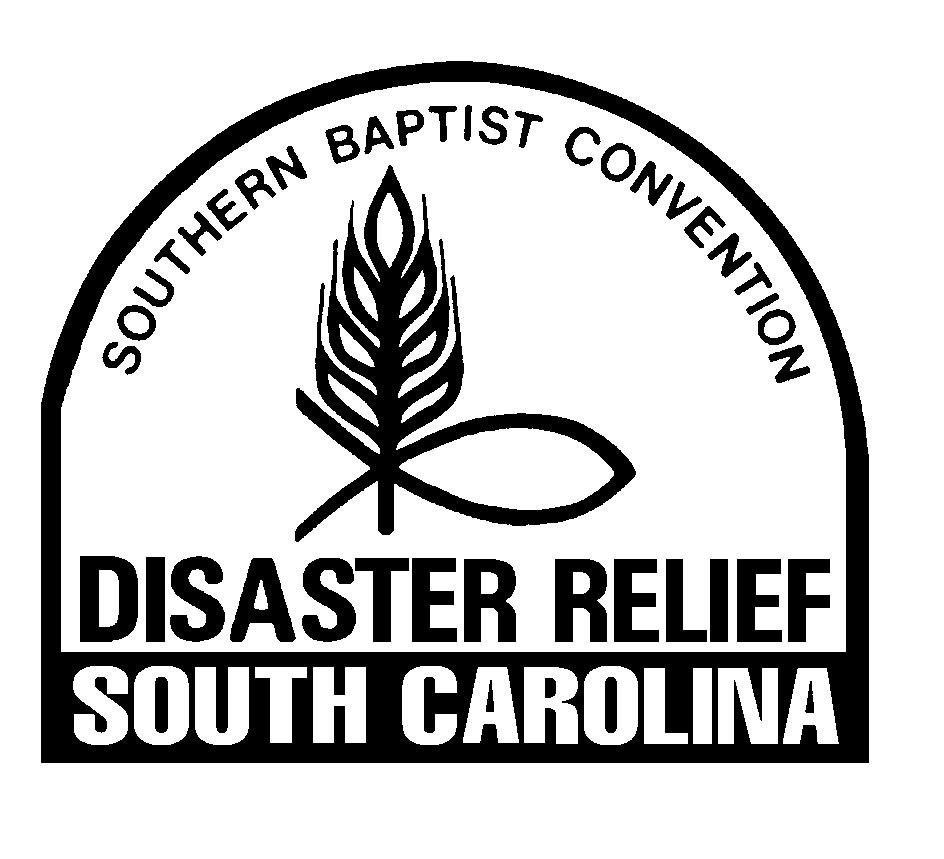 SOUTHERN BAPTIST CONVENTION
DISASTER RELIEF
SOUTH CAROLINA